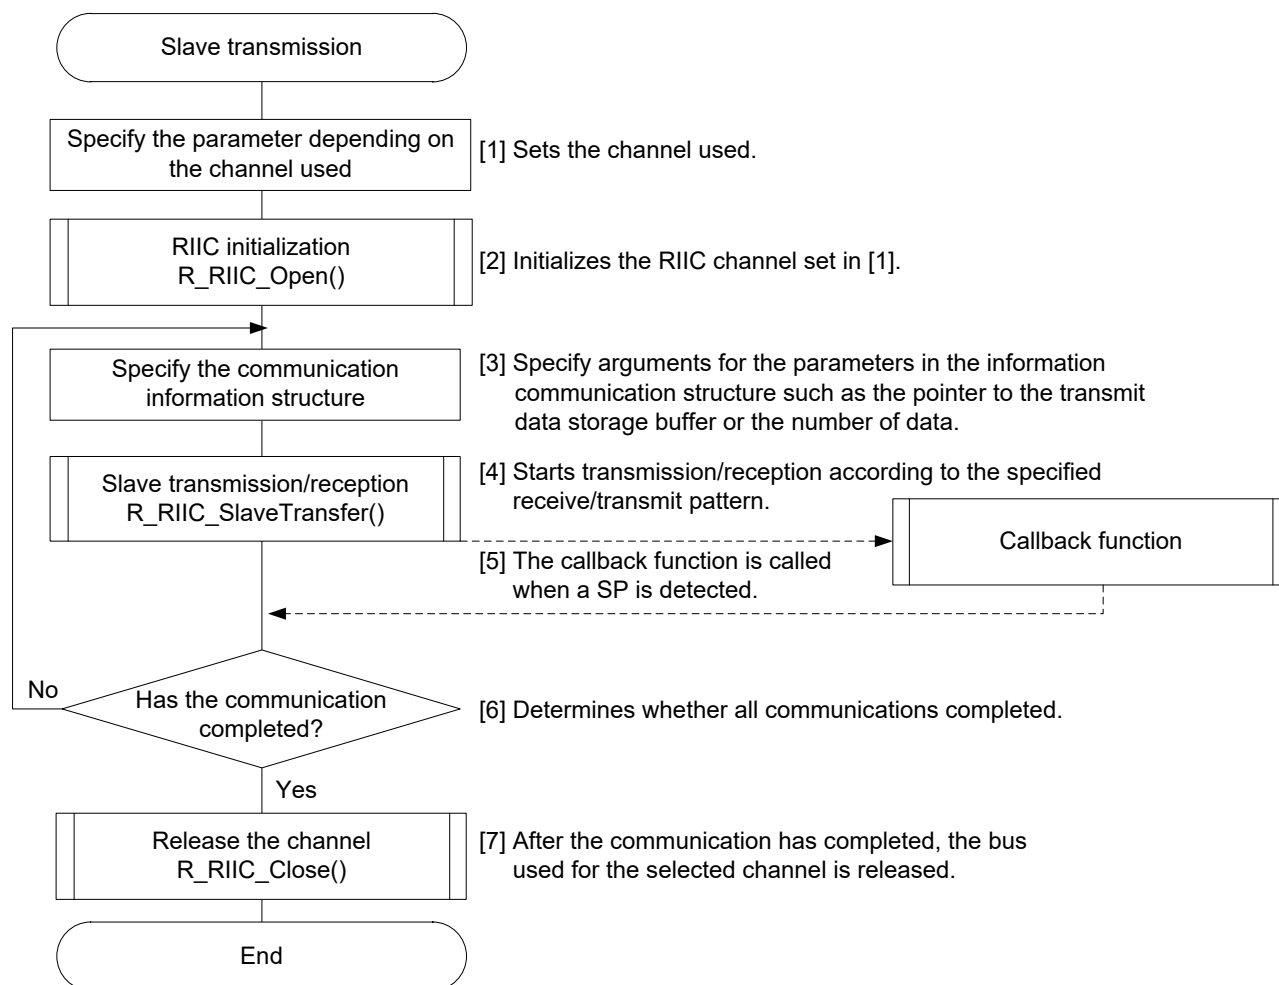 Slave transmission
Specify the parameter depending on
the channel used
[1] Sets the channel used.
RIIC initialization
R_RIIC_Open()
[2] Initializes the RIIC channel set in [1].
Specify the communication
information structure
[3] Specify arguments for the parameters in the information
communication structure such as the pointer to the transmit
data storage buffer or the number of data.
Slave transmission/reception
R_RIIC_SlaveTransfer()
[4] Starts transmission/reception according to the specified
receive/transmit pattern.
Callback function
[5] The callback function is called
when a SP is detected.
No
Has the communication
completed?
[6] Determines whether all communications completed.
Yes
Release the channel
R_RIIC_Close()
[7] After the communication has completed, the bus
used for the selected channel is released.
End